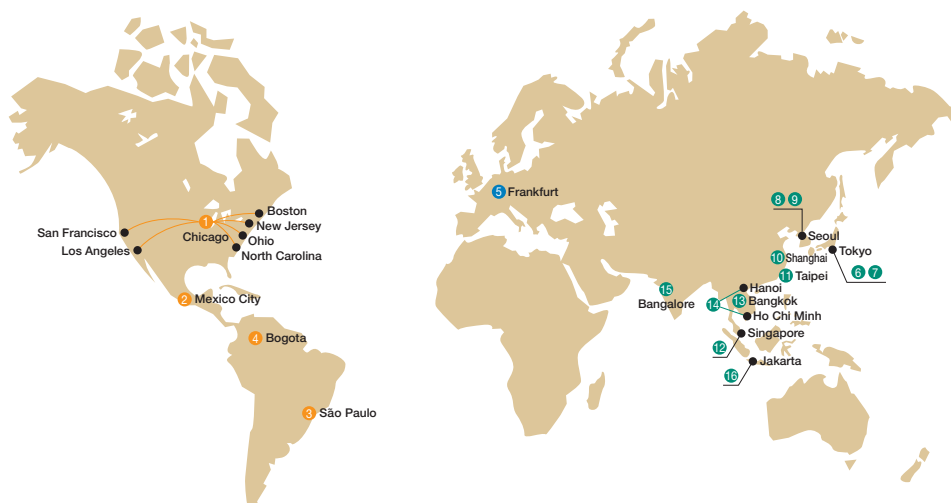 1
Boston
New Jersey
San Francisco
Chicago
Ohio
Los Angeles
North Carolina
2 Mexico City
4 Bogota
3 São Paulo
5 Frankfurt
8 9
Seoul
10 Shanghai
Tokyo
6 7
11 Taipei
15
Bangalore
Hanoi
14
13 Bangkok
Ho Chi Minh
Singapore
12
Jakarta
16